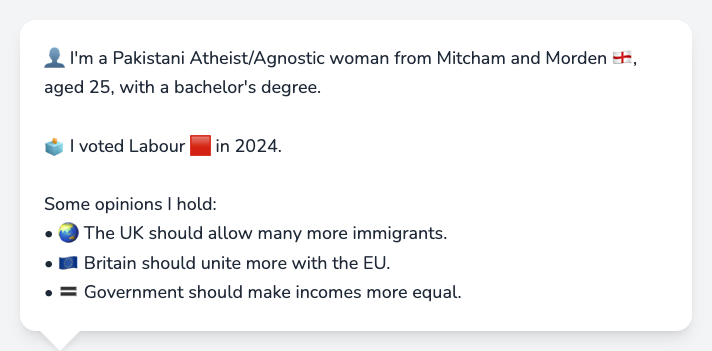 👤 I'm a Pakistani Atheist/Agnostic woman from Mitcham and Morden 🏴󠁧󠁢󠁥󠁮󠁧󠁿,
aged 25, with a bachelor's degree.
🗳️ I voted Labour 🟥 in 2024.
Some opinions I hold:
• 🌏 The UK should allow many more immigrants.
• 🇪🇺 Britain should unite more with the EU.
• 🟰 Government should make incomes more equal.